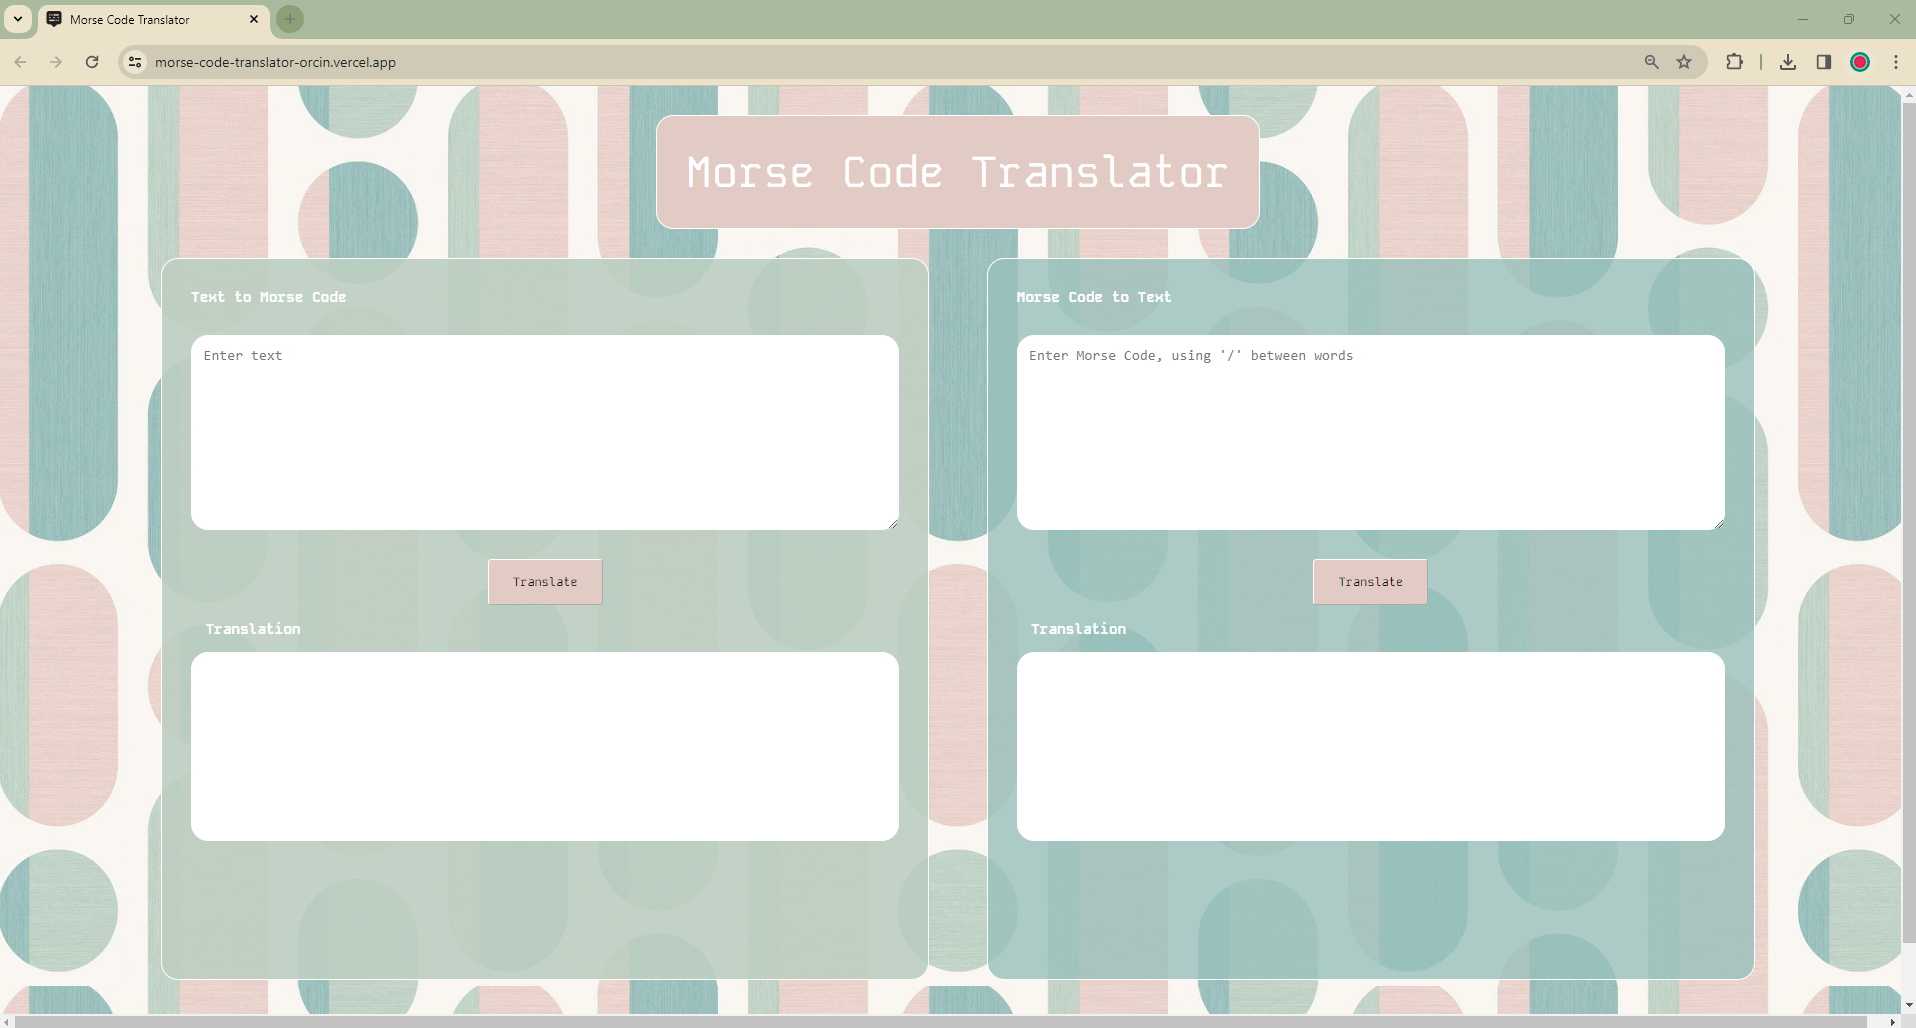 Morse Code Translator
morse-code-translator-orcin.vercel.app
Morse Code Translator
Text to Morse Code
Enter text
Translate
Translation
Morse Code to Text
Enter Morse Code, using '/' between words
Translate
Translation